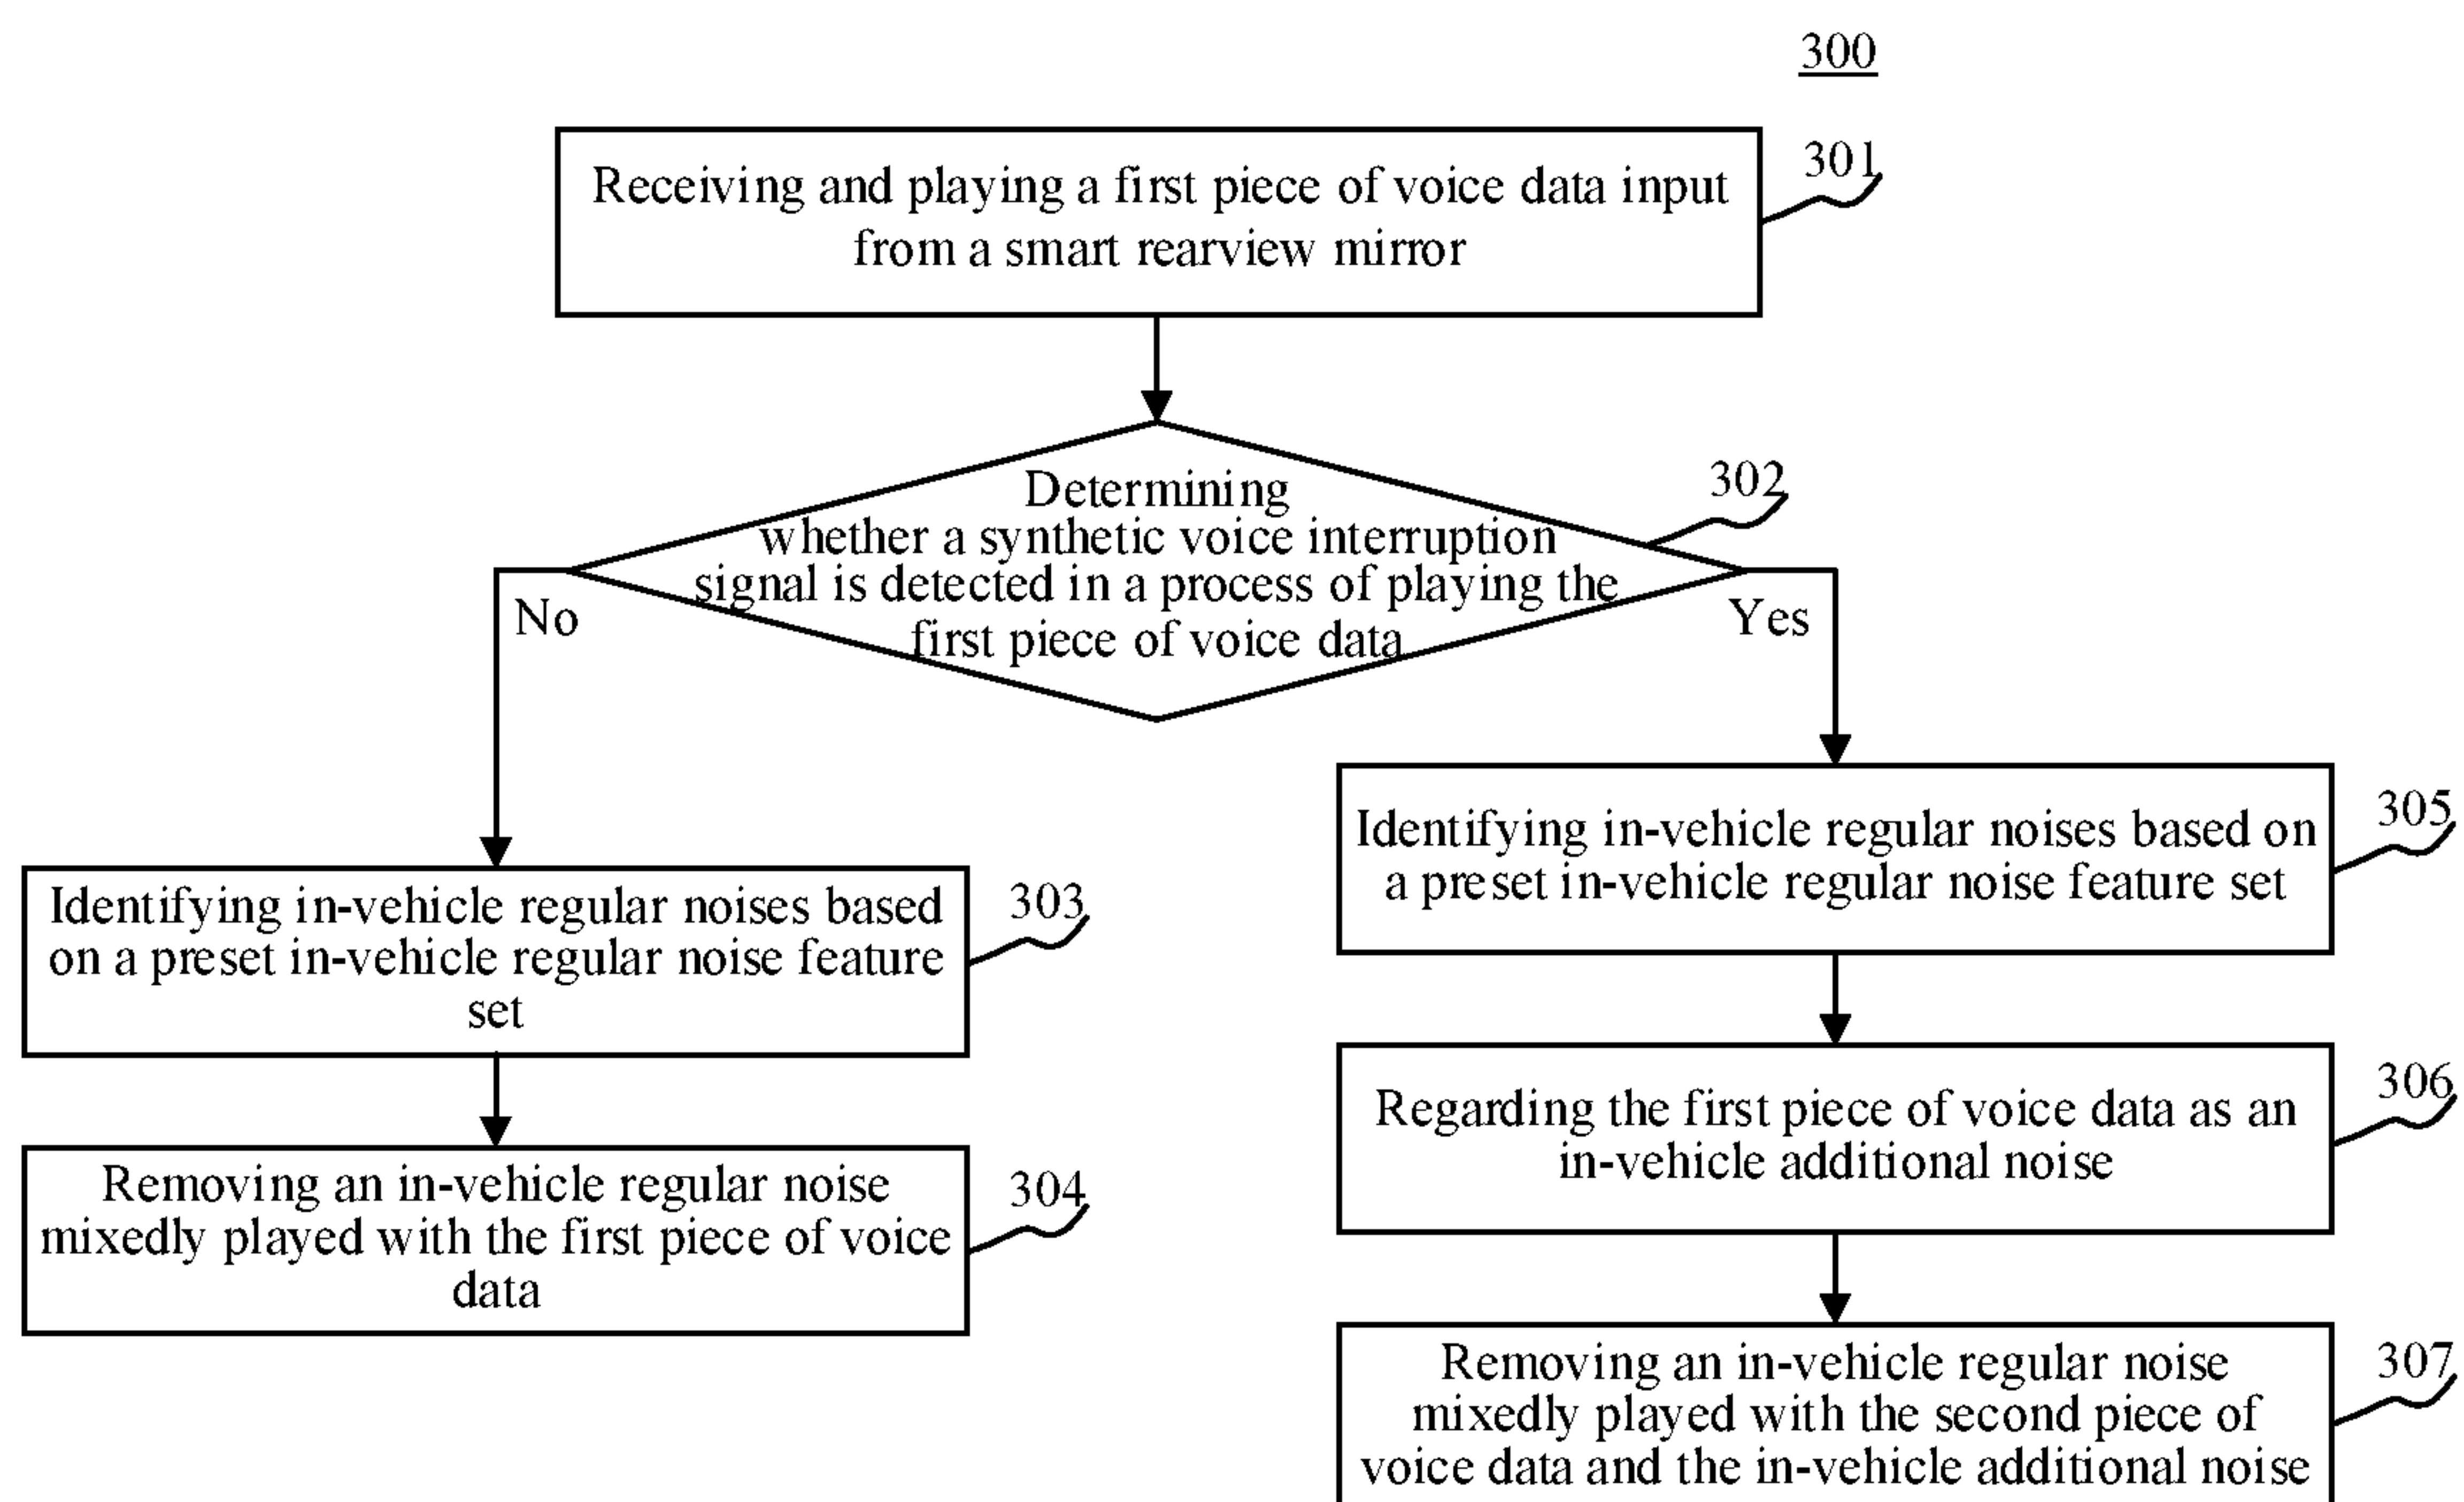 300
Receiving and playing a first piece of voice data input
from a smart rearview mirror
301
Determining
whether a synthetic voice interruption
signal is detected in a process of playing the
first piece of voice data
302
No
Yes
Identifying in-vehicle regular noises based
on a preset in-vehicle regular noise feature
set
303
Removing an in-vehicle regular noise
mixedly played with the first piece of voice
data
304
Identifying in-vehicle regular noises based on
a preset in-vehicle regular noise feature set
305
Regarding the first piece of voice data as an
in-vehicle additional noise
306
Removing an in-vehicle regular noise
mixedly played with the second piece of
voice data and the in-vehicle additional noise
307